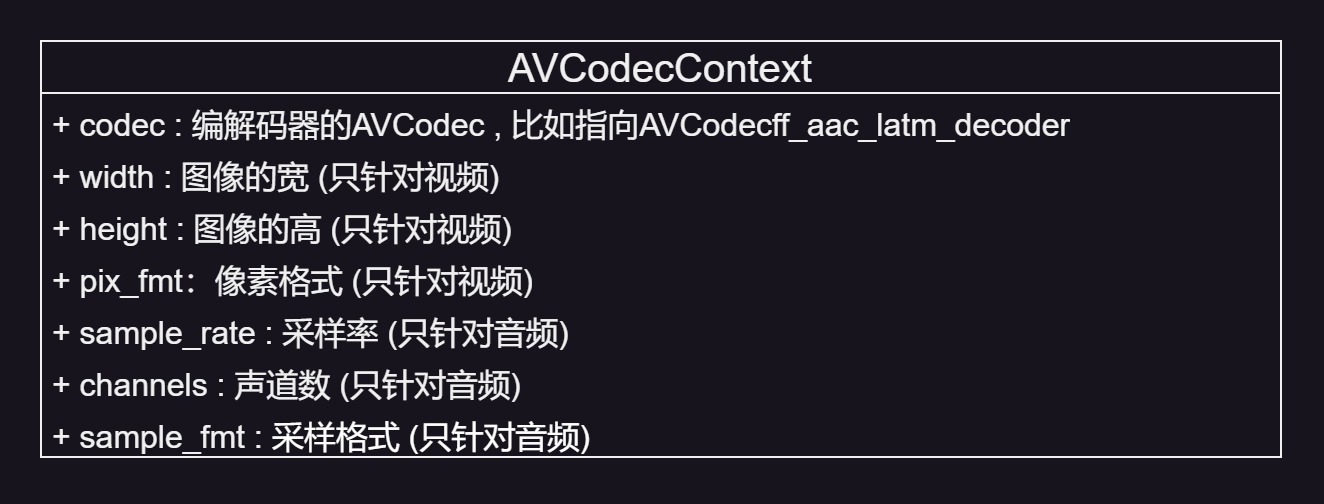 AVCodecContext
+ codec : 编解码器的AVCodec , 比如指向AVCodecff_aac_latm_decoder
+ width : 图像的宽 (只针对视频)
+ height : 图像的高 (只针对视频)
+ pix_fmt：像素格式 (只针对视频)
+ sample_rate : 采样率 (只针对音频)
+ channels : 声道数 (只针对音频)
+ sample_fmt : 采样格式 (只针对音频)